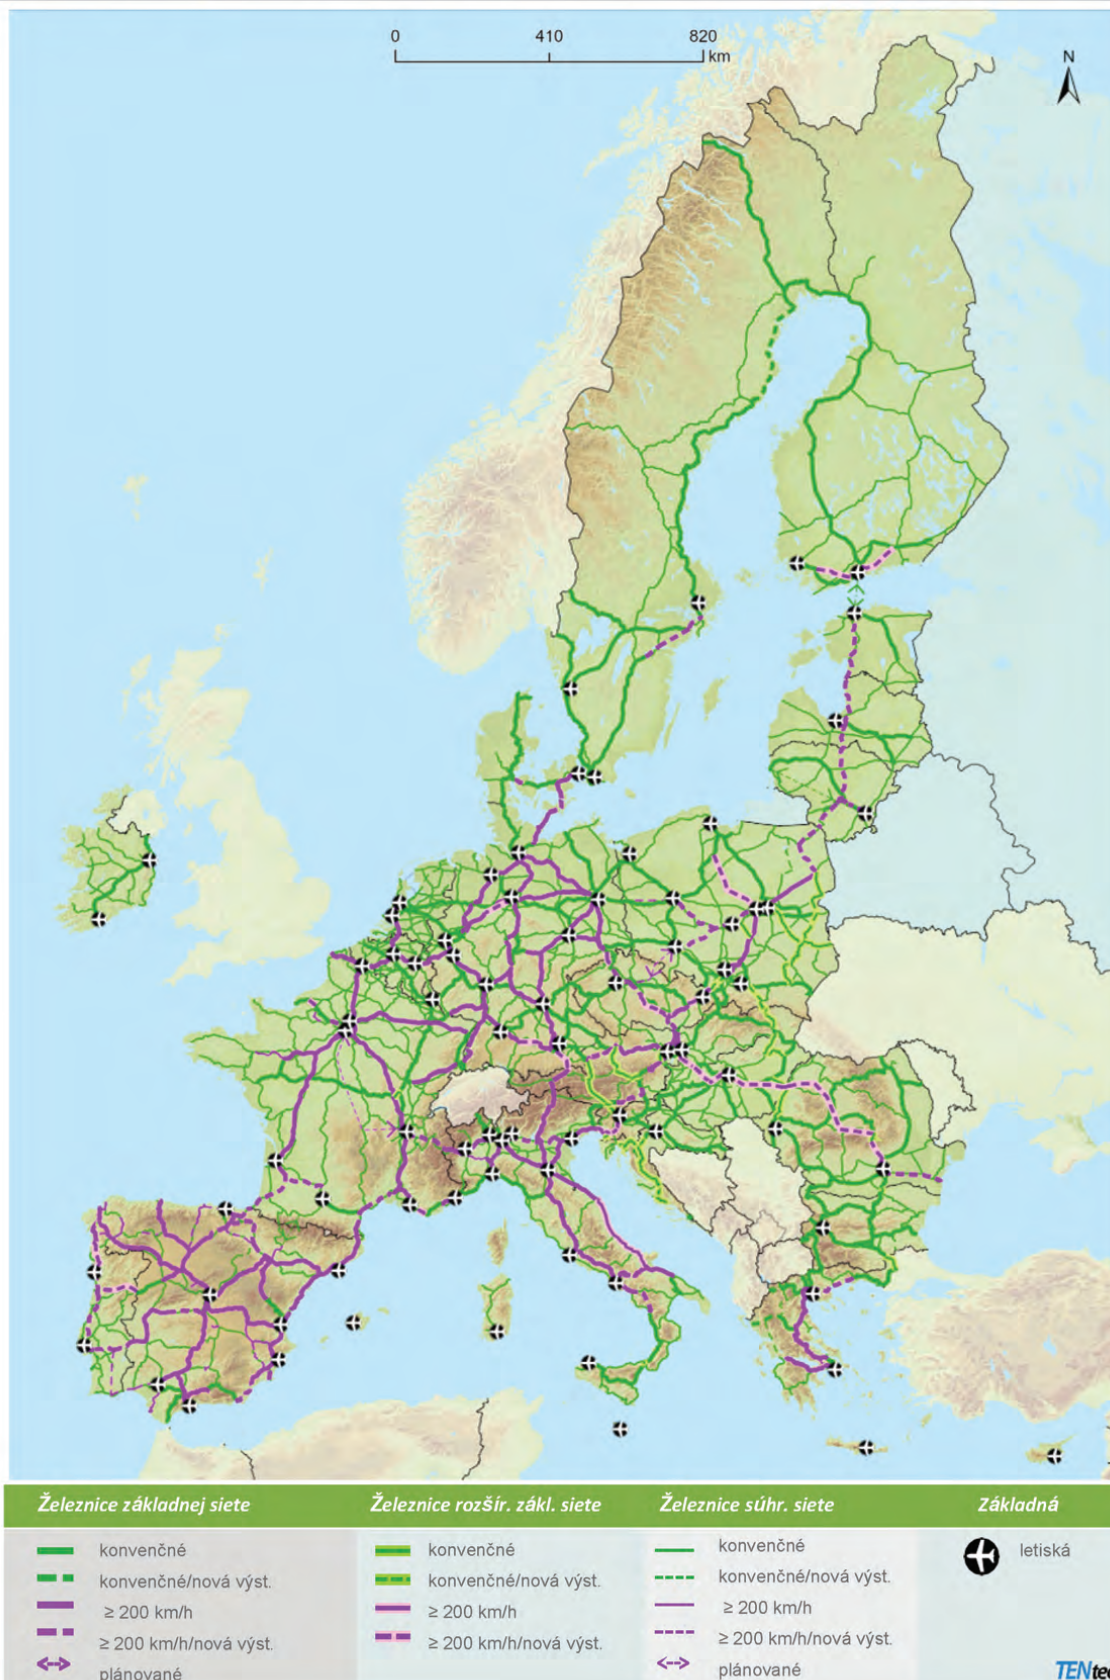 0 410 820
km
N
Železnice základnej siete
konvenčné
konvenčné/nová výst.
≥ 200 km/h
≥ 200 km/h/nová výst.
plánované
Železnice rozšír. zákl. siete
konvenčné
konvenčné/nová výst.
≥ 200 km/h
≥ 200 km/h/nová výst.
Železnice súhr. siete
konvenčné
konvenčné/nová výst.
≥ 200 km/h
≥ 200 km/h/nová výst.
plánované
Základná
letiská
TENtec